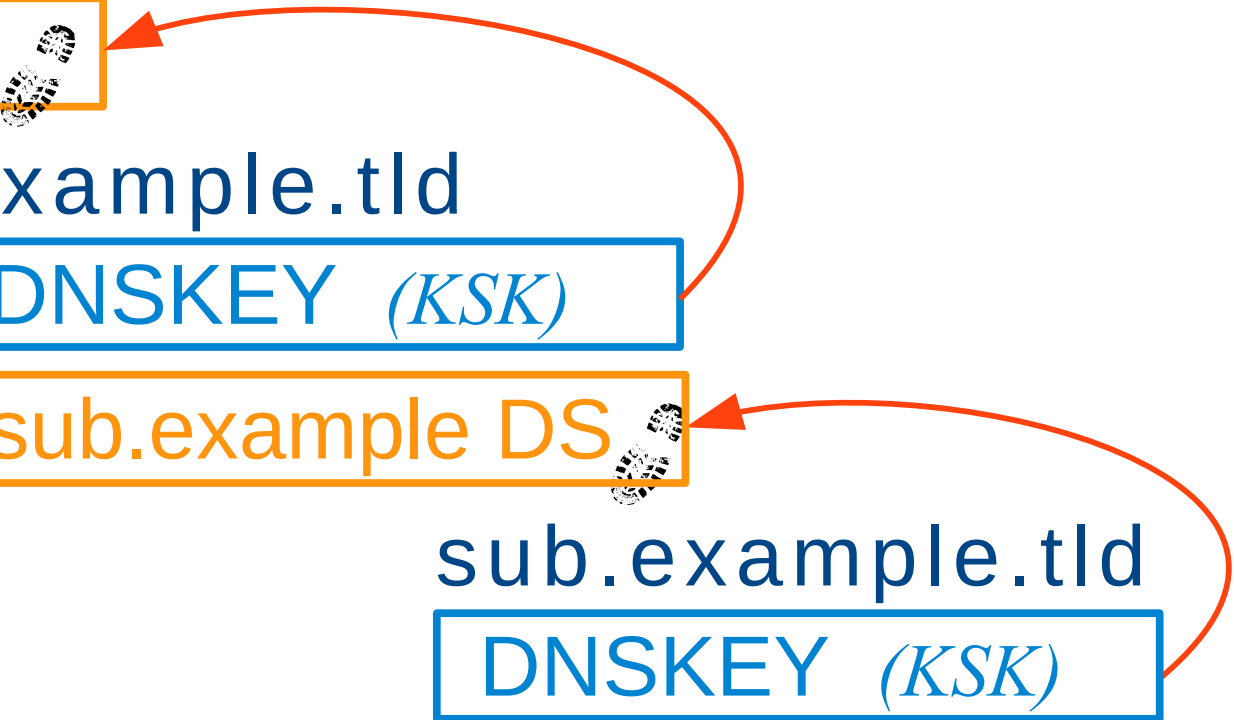 xample.tld
DNSKEY (KSK)
sub.example DS
sub.example.tld
DNSKEY (KSK)